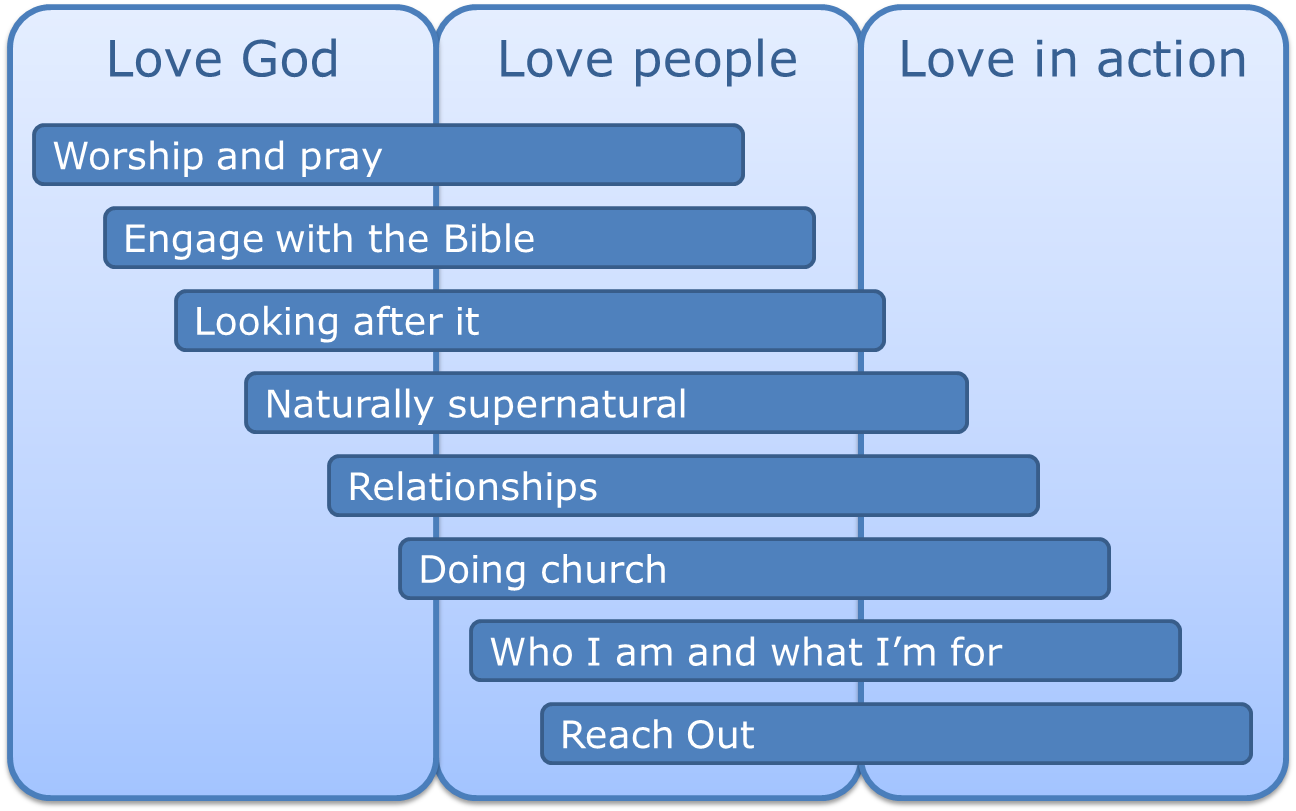 Love God
Love people
Love in action
Worship and pray
Engage with the Bible
Looking after it
Naturally supernatural
Relationships
Doing church
Who I am and what I’m for
Reach Out